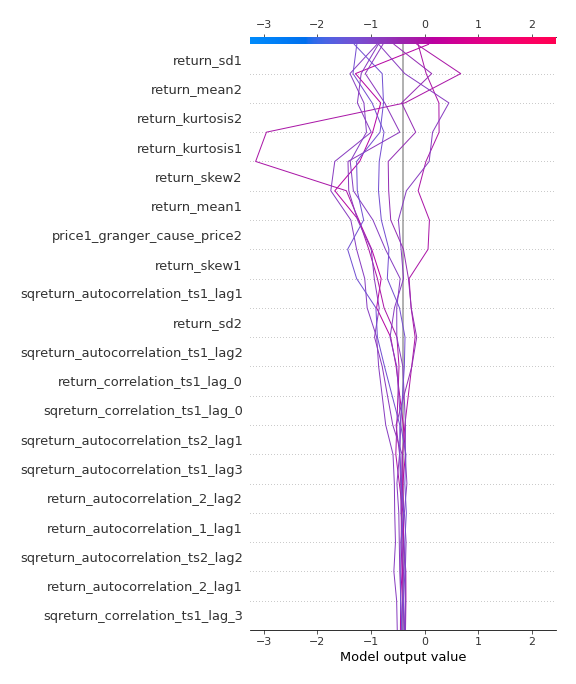 −3 −2 −1 0 1 2
return_sd1
return_mean2
return_kurtosis2
return_kurtosis1
return_skew2
return_mean1
price1_granger_cause_price2
return_skew1
sqreturn_autocorrelation_ts1_lag1
return_sd2
sqreturn_autocorrelation_ts1_lag2
return_correlation_ts1_lag_0
sqreturn_correlation_ts1_lag_0
sqreturn_autocorrelation_ts2_lag1
sqreturn_autocorrelation_ts1_lag3
return_autocorrelation_2_lag2
return_autocorrelation_1_lag1
sqreturn_autocorrelation_ts2_lag2
return_autocorrelation_2_lag1
sqreturn_correlation_ts1_lag_3
−3 −2 −1 0 1 2
Model output value